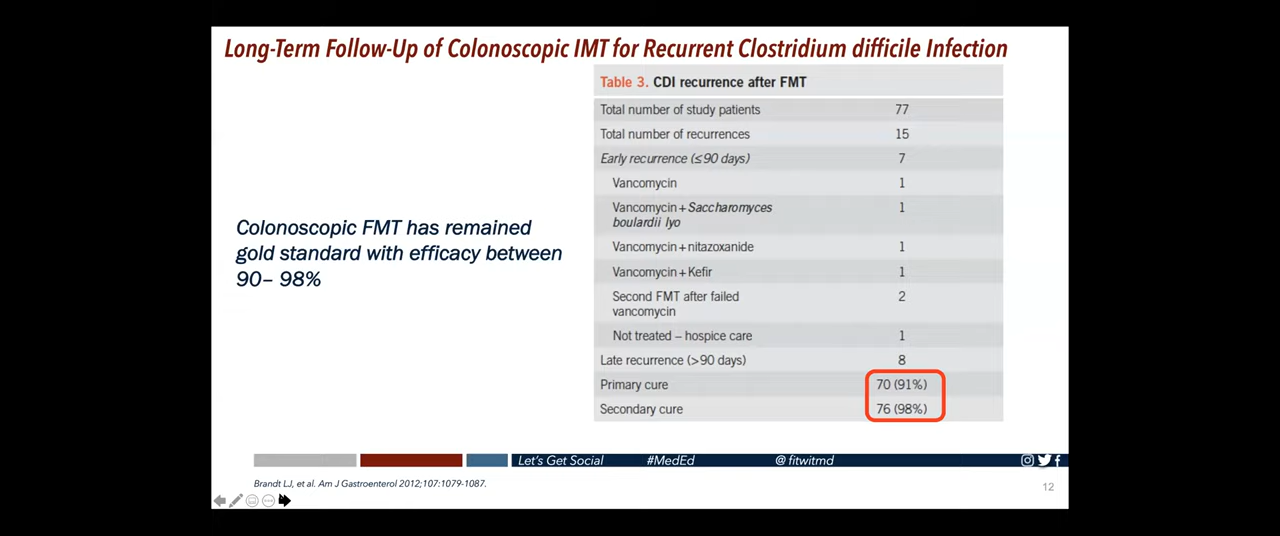 Long-Term Follow-Up of Colonoscopic IMT for Recurrent Clostridium difficile Infection
Table 3. CDI recurrence after FMT
Total number of study patients 77
Total number of recurrences 15
Early recurrence (≤90 days) 7
Vancomycin 1
Vancomycin+Saccharomyces 1
boulardii lyo
Vancomycin+nitazoxanide 1
Vancomycin+Kefir 1
Second FMT after failed 2
vancomycin
Not treated – hospice care 1
Late recurrence (>90 days) 8
Primary cure 70 (91%)
Secondary cure 76 (98%)
Colonoscopic FMT has remained
gold standard with efficacy between
90– 98%
Let's Get Social #MedEd @ fitwitmd
Brandt LJ, et al. Am J Gastroenterol 2012;107:1079-1087.
12